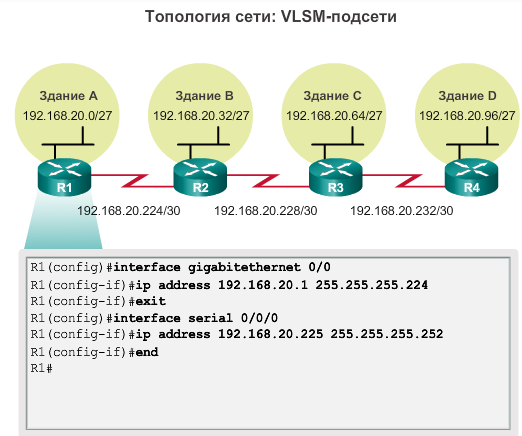 Топология сети: VLSM-подсети
Здание A
192.168.20.0/27
Здание B
192.168.20.32/27
Здание C
192.168.20.64/27
Здание D
192.168.20.96/27
R1
R2
R3
R4
192.168.20.224/30
192.168.20.228/30
192.168.20.232/30
R1(config)#interface gigabitethernet 0/0
R1(config-if)#ip address 192.168.20.1 255.255.255.224
R1(config-if)#exit
R1(config)#interface serial 0/0/0
R1(config-if)#ip address 192.168.20.225 255.255.255.252
R1(config-if)#end
R1#